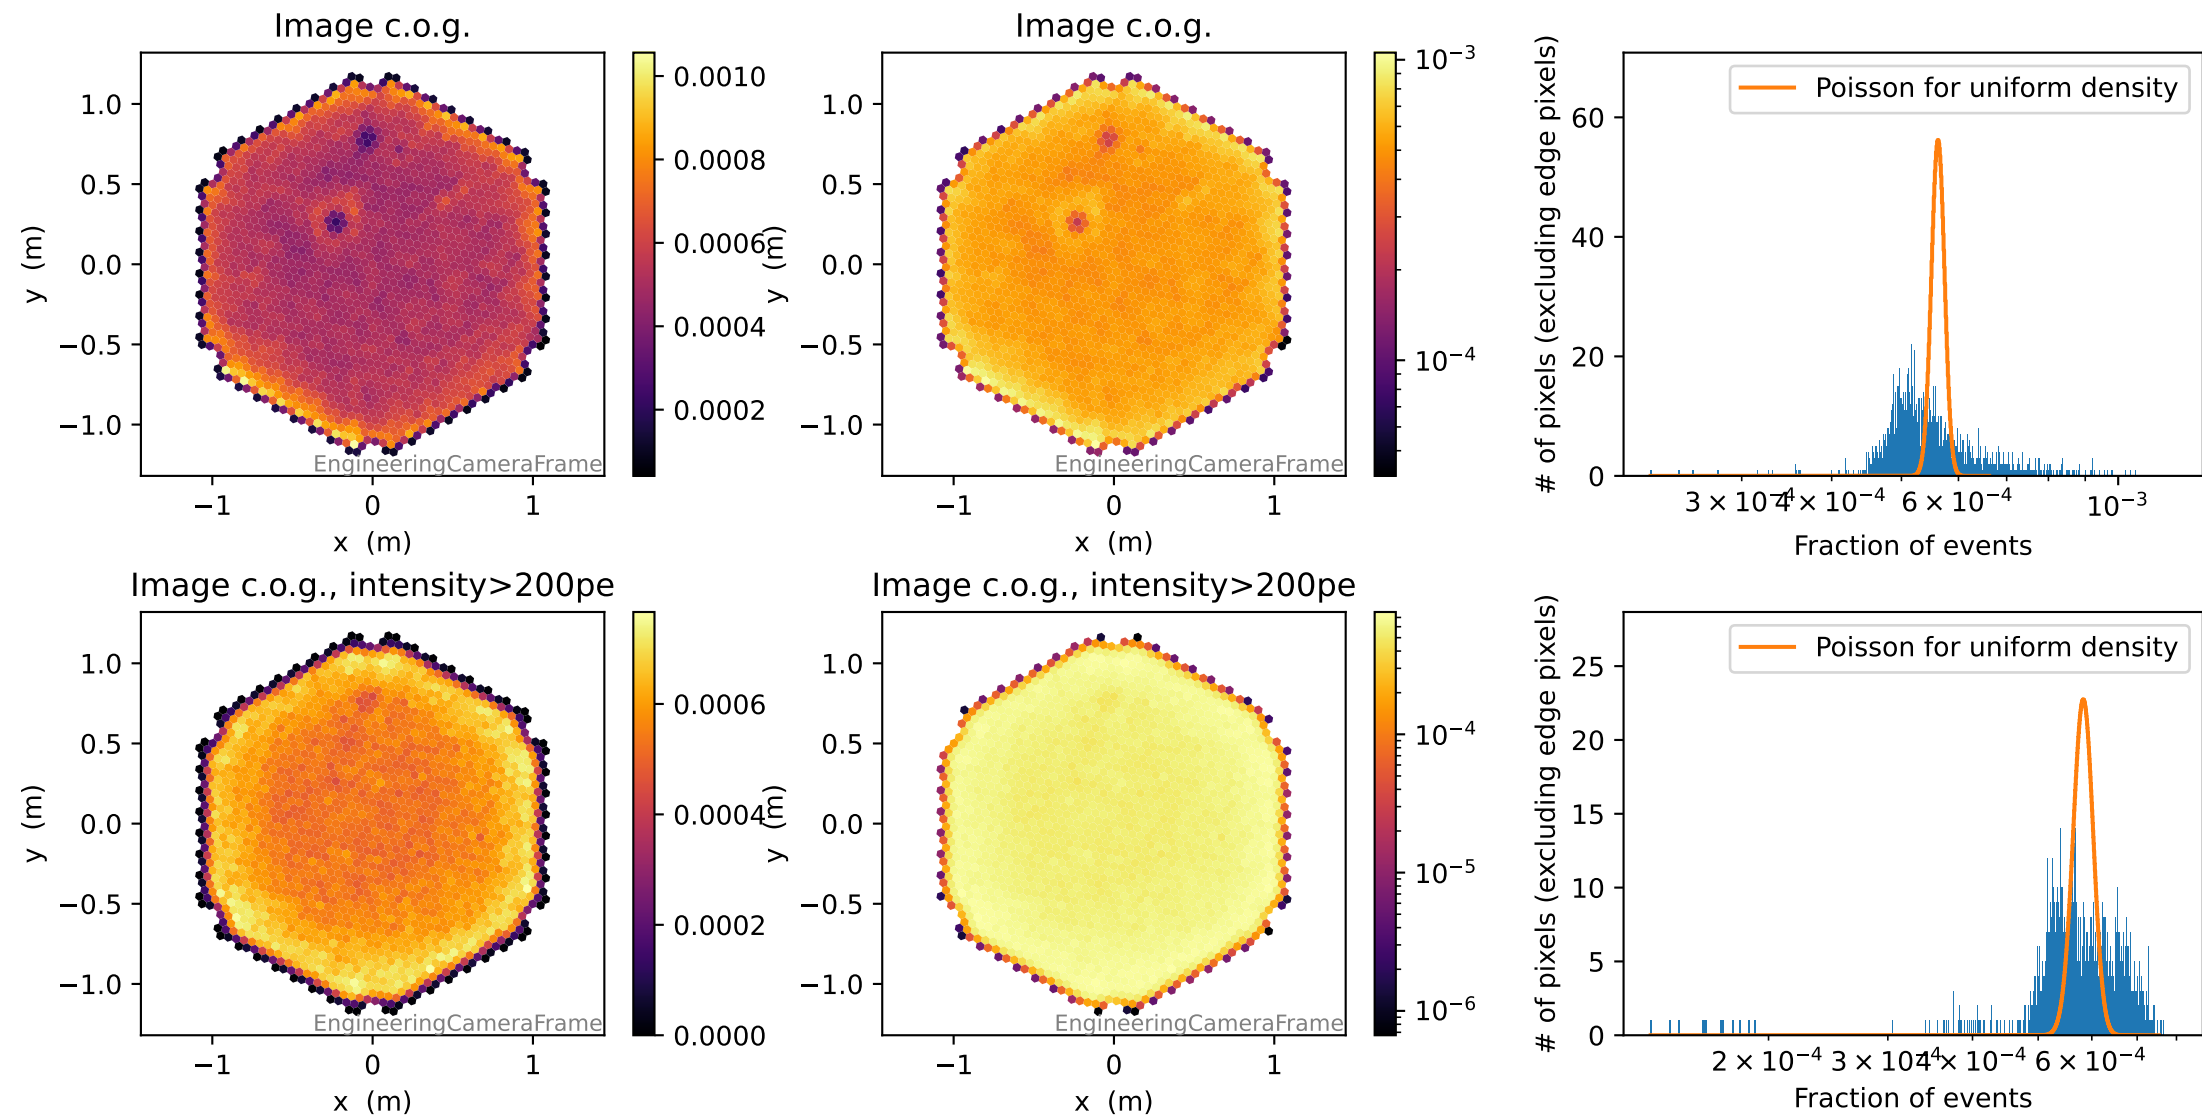 Image c.o.g.
1.0
0.5
0.0
−0.5
−1.0
y (m)
−1
0
1
x (m)
EngineeringCameraFrame
0.0010
0.0008
0.0006
0.0004
0.0002
Image c.o.g.
1.0
0.5
0.0
−0.5
−1.0
y (m)
−1
0
1
x (m)
EngineeringCameraFrame
10⁻³
10⁻⁴
Poisson for uniform density
# of pixels (excluding edge pixels)
60
40
20
0
3 × 10⁻⁴
4 × 10⁻⁴
6 × 10⁻⁴
10⁻³
Fraction of events
Image c.o.g., intensity>200pe
1.0
0.5
0.0
−0.5
−1.0
y (m)
−1
0
1
x (m)
EngineeringCameraFrame
0.0006
0.0004
0.0002
0.0000
Image c.o.g., intensity>200pe
1.0
0.5
0.0
−0.5
−1.0
y (m)
−1
0
1
x (m)
EngineeringCameraFrame
10⁻⁴
10⁻⁵
10⁻⁶
Poisson for uniform density
# of pixels (excluding edge pixels)
25
20
15
10
5
0
2 × 10⁻⁴
3 × 10⁻⁴
4 × 10⁻⁴
6 × 10⁻⁴
Fraction of events